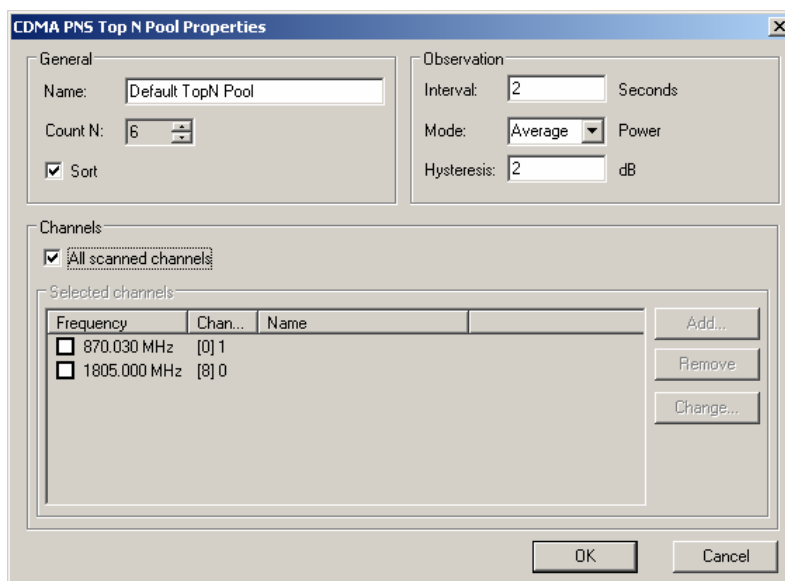 CDMA PNS Top N Pool Properties
General
Name: Default TopN Pool
Count N: 6
Sort
Observation
Interval: 2 Seconds
Mode: Average Power
Hysteresis: 2 dB
Channels
All scanned channels
Selected channels
Frequency Chan... Name
870.030 MHz [0] 1
1805.000 MHz [8] 0
Add...
Remove
Change...
OK Cancel